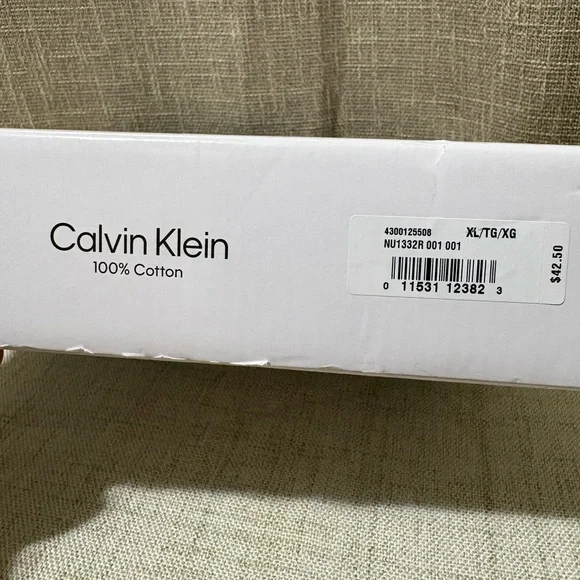 Calvin Klein
100% Cotton
4300125508 XL/TG/XG
NU1332R 001 001
0 11531 12382 3
$42.50